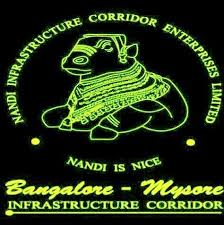 NANDI INFRASTRUCTURE CORRIDOR ENTERPRISES LIMITED
NANDI IS NICE
Bangalore - Mysore
INFRASTRUCTURE CORRIDOR